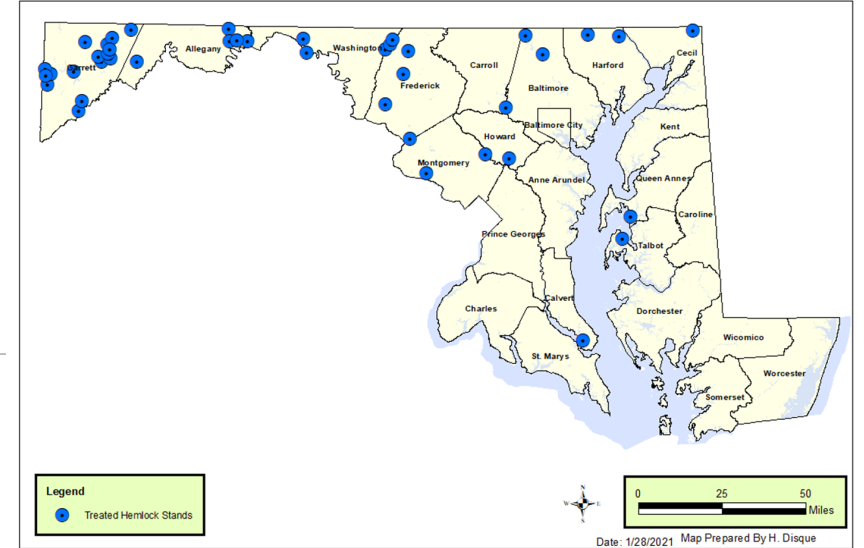 Garrett
Allegany
Washington
Frederick
Carroll
Baltimore
Harford
Cecil
Baltimore City
Howard
Montgomery
Kent
Anne Arundel
Queen Annes
Caroline
Prince Georges
Talbot
Calvert
Charles
Dorchester
St. Marys
Wicomico
Worcester
Somerset
Legend
Treated Hemlock Stands
N
W E
S
0 25 50
Miles
Date: 1/28/2021 Map Prepared By H. Disque